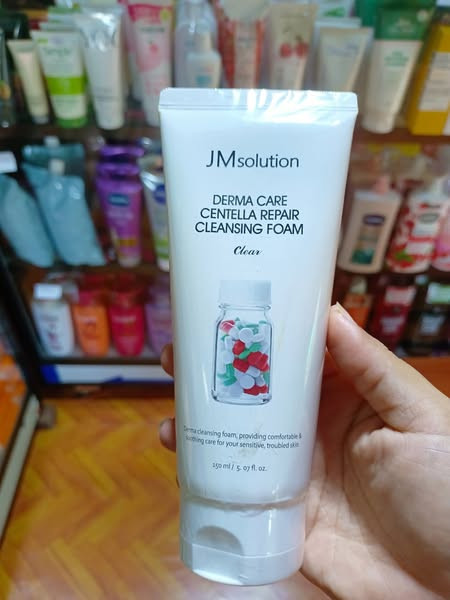 JMsolution
DERMA CARE
CENTELLA REPAIR
CLEANSING FOAM
Clear
Derma cleansing foam, providing comfortable &
soothing care for your sensitive, troubled skin
150 ml / 5. 07 fl. oz.
Vaseline